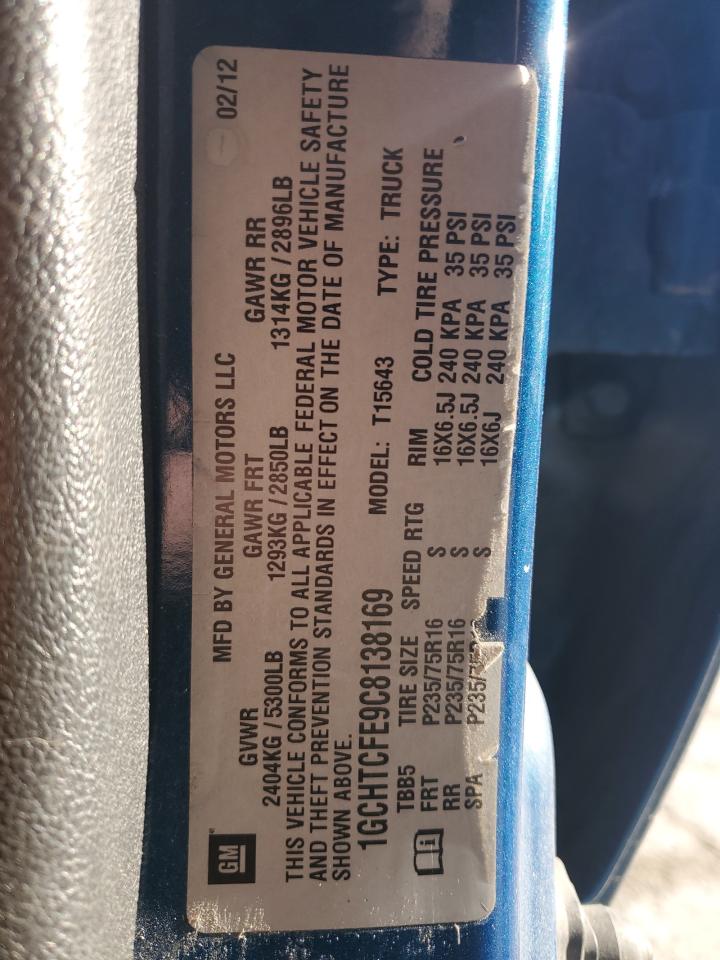 GM
MFD BY GENERAL MOTORS LLC 02/12
GVWR GAWR FRT GAWR RR
2404KG / 5300LB 1293KG / 2850LB 1314KG / 2896LB
THIS VEHICLE CONFORMS TO ALL APPLICABLE FEDERAL MOTOR VEHICLE SAFETY
AND THEFT PREVENTION STANDARDS IN EFFECT ON THE DATE OF MANUFACTURE
SHOWN ABOVE.
1GCHTCFE9C8138169 MODEL: T15643 TYPE: TRUCK
TBB5 TIRE SIZE SPEED RTG RIM COLD TIRE PRESSURE
FRT P235/75R16 S 16X6.5J 240 KPA 35 PSI
RR P235/75R16 S 16X6.5J 240 KPA 35 PSI
SPA S 16X6J 240 KPA 35 PSI